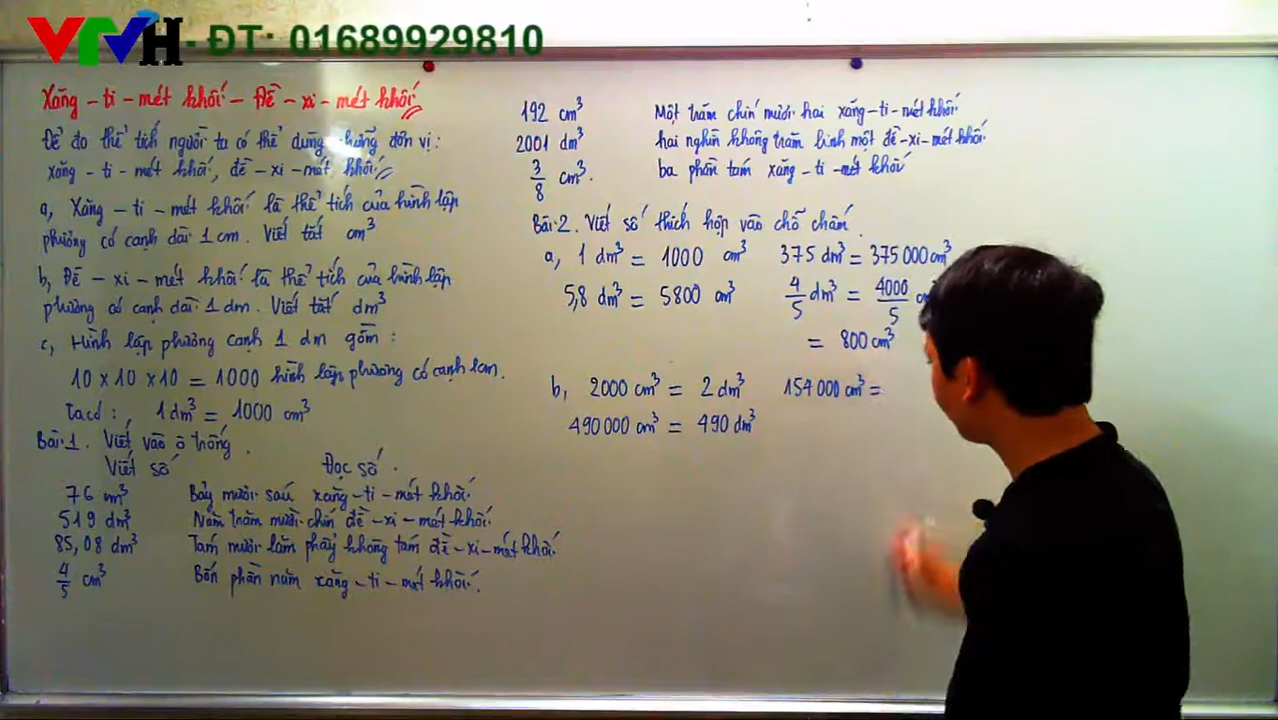 VTVH - ĐT: 01689929810
Xăng-ti-mét khối - Đề-xi-mét khối
Để đo thể tích người ta có thể dùng những đơn vị:
xăng-ti-mét khối, đề-xi-mét khối
a, Xăng-ti-mét khối là thể tích của hình lập
phương có cạnh dài 1 cm. Viết tắt cm³
b, Đề-xi-mét khối là thể tích của hình lập
phương có cạnh dài 1 dm. Viết tắt dm³
c, Hình lập phương cạnh 1 dm gồm:
10 x 10 x 10 = 1000 hình lập phương có cạnh 1cm.
Ta có: 1 dm³ = 1000 cm³
Bài 1. Viết vào ô trống.
Viết số Đọc số.
76 cm³ Bảy mươi sáu xăng-ti-mét khối.
519 dm³ Năm trăm mười chín đề-xi-mét khối.
85,08 dm³ Tám mươi lăm phẩy không tám đề-xi-mét khối.
4/5 cm³ Bốn phần năm xăng-ti-mét khối.
192 cm³ Một trăm chín mươi hai xăng-ti-mét khối
2001 dm³ hai nghìn không trăm linh một đề-xi-mét khối
3/8 cm³. ba phần tám xăng-ti-mét khối
Bài 2. Viết số thích hợp vào chỗ chấm.
a, 1 dm³ = 1000 cm³ 375 dm³ = 375000 cm³
5,8 dm³ = 5800 cm³ 4/5 dm³ = 4000/5
= 800 cm³
b, 2000 cm³ = 2 dm³ 154000 cm³ =
490000 cm³ = 490 dm³